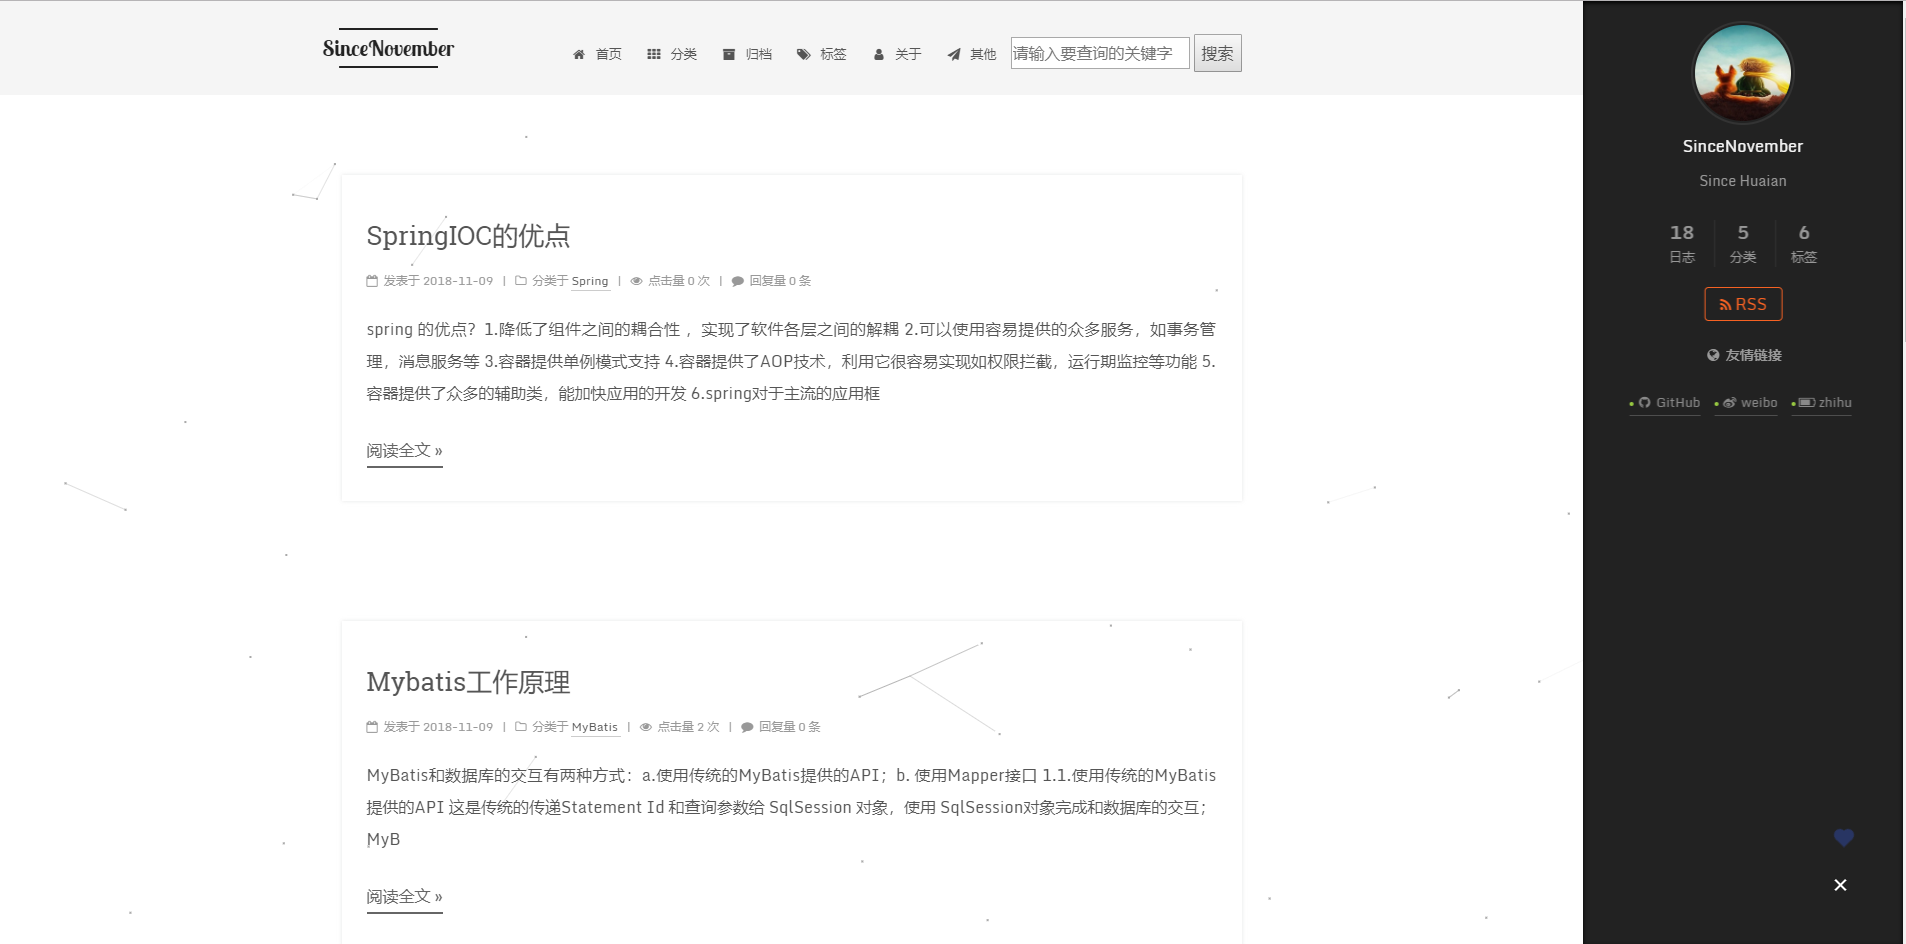 SinceNovember
首页 分类 归档 标签 关于 其他 请输入要查询的关键字 搜索
SpringIOC的优点
发表于 2018-11-09 | 分类于 Spring | 点击量 0 次 | 回复量 0 条
spring 的优点？1.降低了组件之间的耦合性 ，实现了软件各层之间的解耦 2.可以使用容易提供的众多服务，如事务管
理，消息服务等 3.容器提供单例模式支持 4.容器提供了AOP技术，利用它很容易实现如权限拦截，运行期监控等功能 5.
容器提供了众多的辅助类，能加快应用的开发 6.spring对于主流的应用框
阅读全文 »
Mybatis工作原理
发表于 2018-11-09 | 分类于 MyBatis | 点击量 2 次 | 回复量 0 条
MyBatis和数据库的交互有两种方式：a.使用传统的MyBatis提供的API；b. 使用Mapper接口 1.1.使用传统的MyBatis
提供的API 这是传统的传递Statement Id 和查询参数给 SqlSession 对象，使用 SqlSession对象完成和数据库的交互；
MyB
阅读全文 »
SinceNovember
Since Huaian
18 5 6
日志 分类 标签
RSS
友情链接
GitHub weibo zhihu